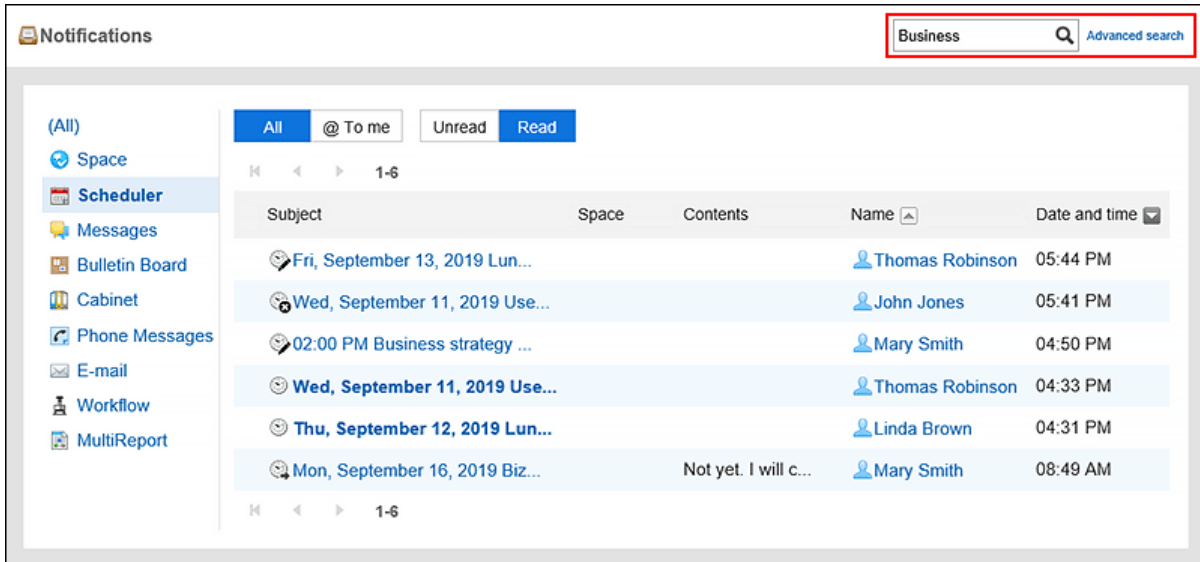 Notifications
Business Advanced search
(All)
Space
Scheduler
Messages
Bulletin Board
Cabinet
Phone Messages
E-mail
Workflow
MultiReport
All @ To me Unread Read
1-6
Subject Space Contents Name Date and time
Fri, September 13, 2019 Lun... Thomas Robinson 05:44 PM
Wed, September 11, 2019 Use... John Jones 05:41 PM
02:00 PM Business strategy ... Mary Smith 04:50 PM
Wed, September 11, 2019 Use... Thomas Robinson 04:33 PM
Thu, September 12, 2019 Lun... Linda Brown 04:31 PM
Mon, September 16, 2019 Biz... Not yet. I will c... Mary Smith 08:49 AM
1-6